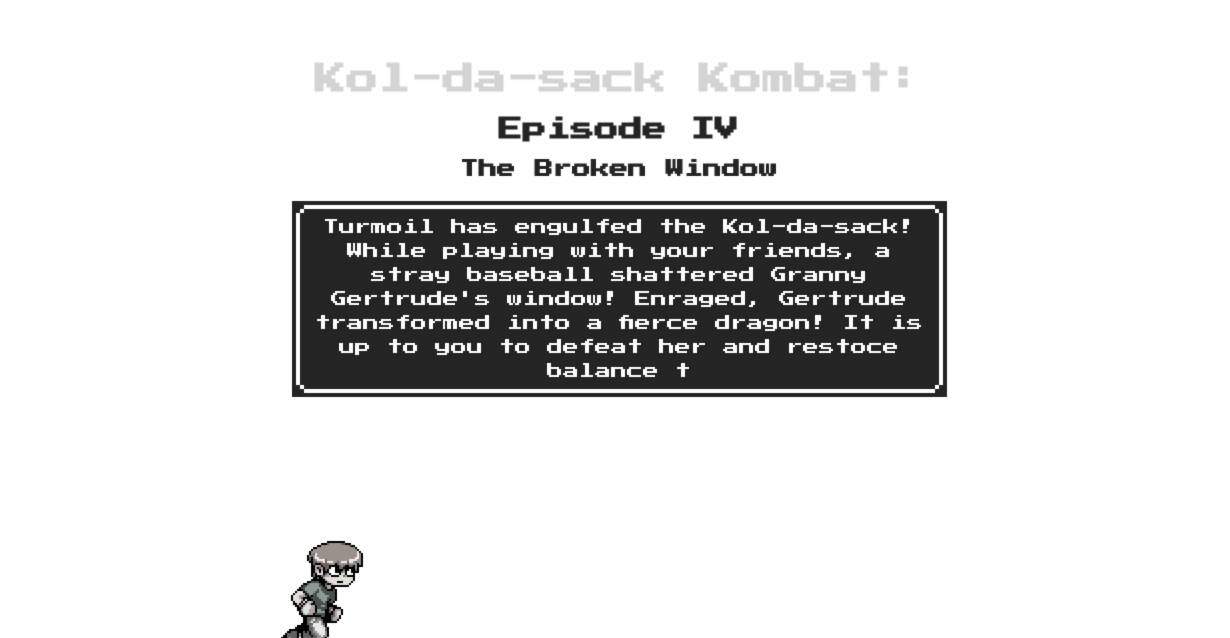 Kol-da-sack Kombat:
Episode IV
The Broken Window
Turmoil has engulfed the Kol-da-sack!
While playing with your friends, a
stray baseball shattered Granny
Gertrude's window! Enraged, Gertrude
transformed into a fierce dragon! It is
up to you to defeat her and restoce
balance t